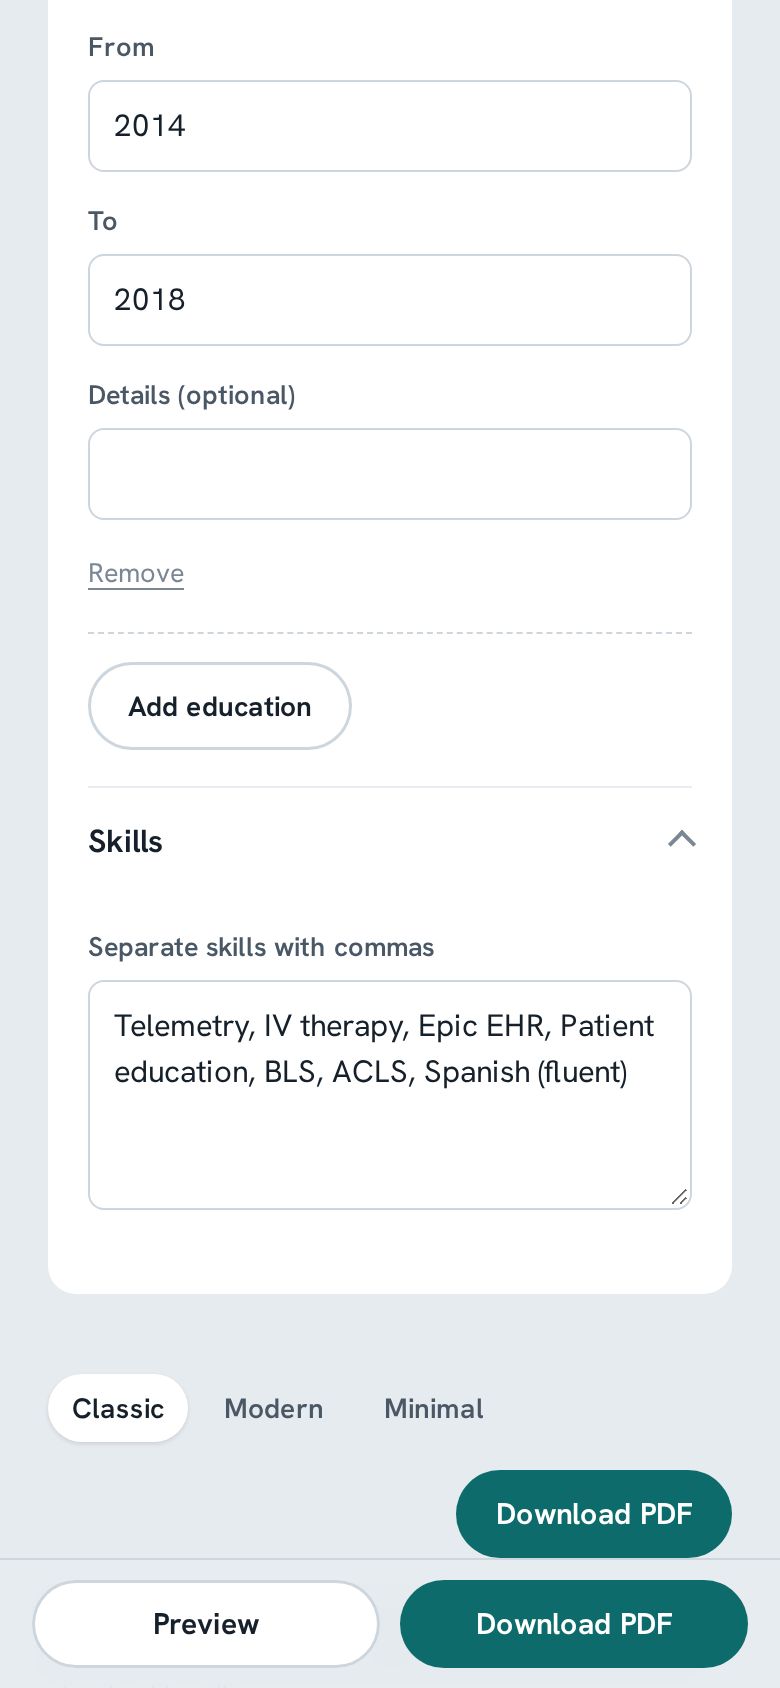 From
2014
To
2018
Details (optional)
Remove
Add education
Skills
Separate skills with commas
Telemetry, IV therapy, Epic EHR, Patient
education, BLS, ACLS, Spanish (fluent)
Classic Modern Minimal
Download PDF
Preview Download PDF